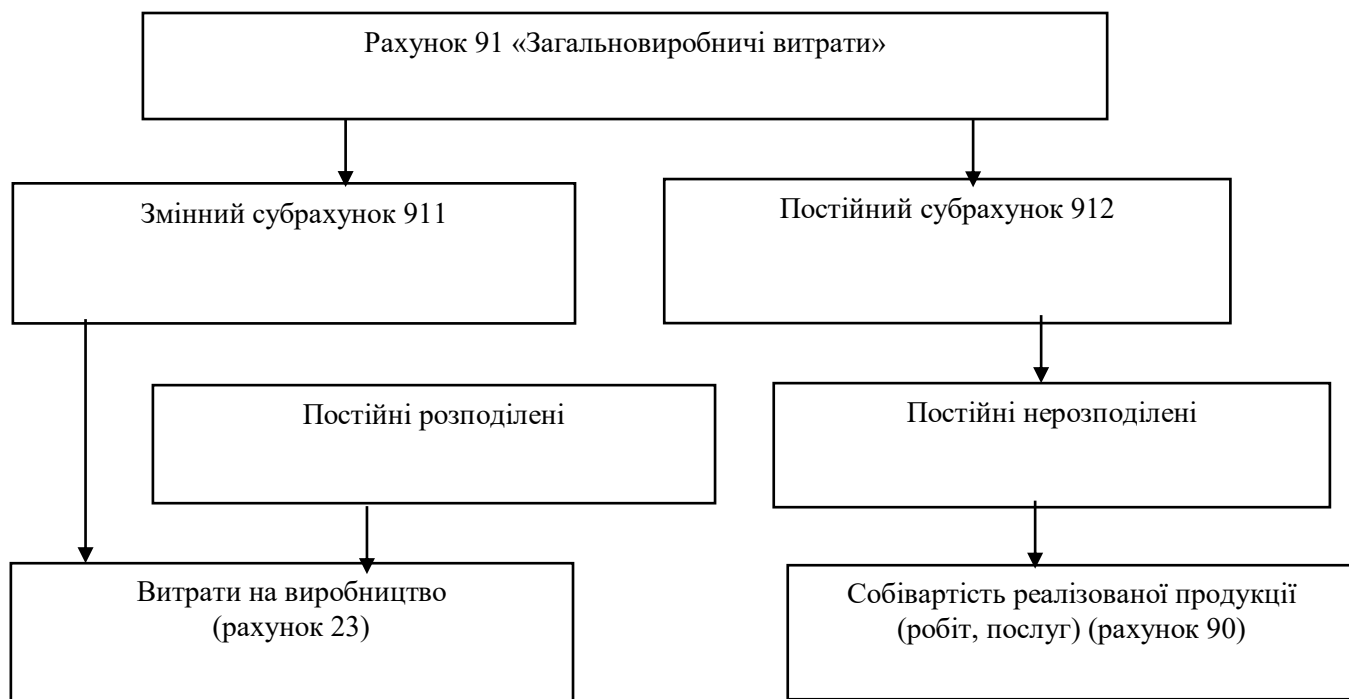 Рахунок 91 «Загальновиробничі витрати»
Змінний субрахунок 911
Постійний субрахунок 912
Постійні розподілені
Постійні нерозподілені
Витрати на виробництво
(рахунок 23)
Собівартість реалізованої продукції
(робіт, послуг) (рахунок 90)